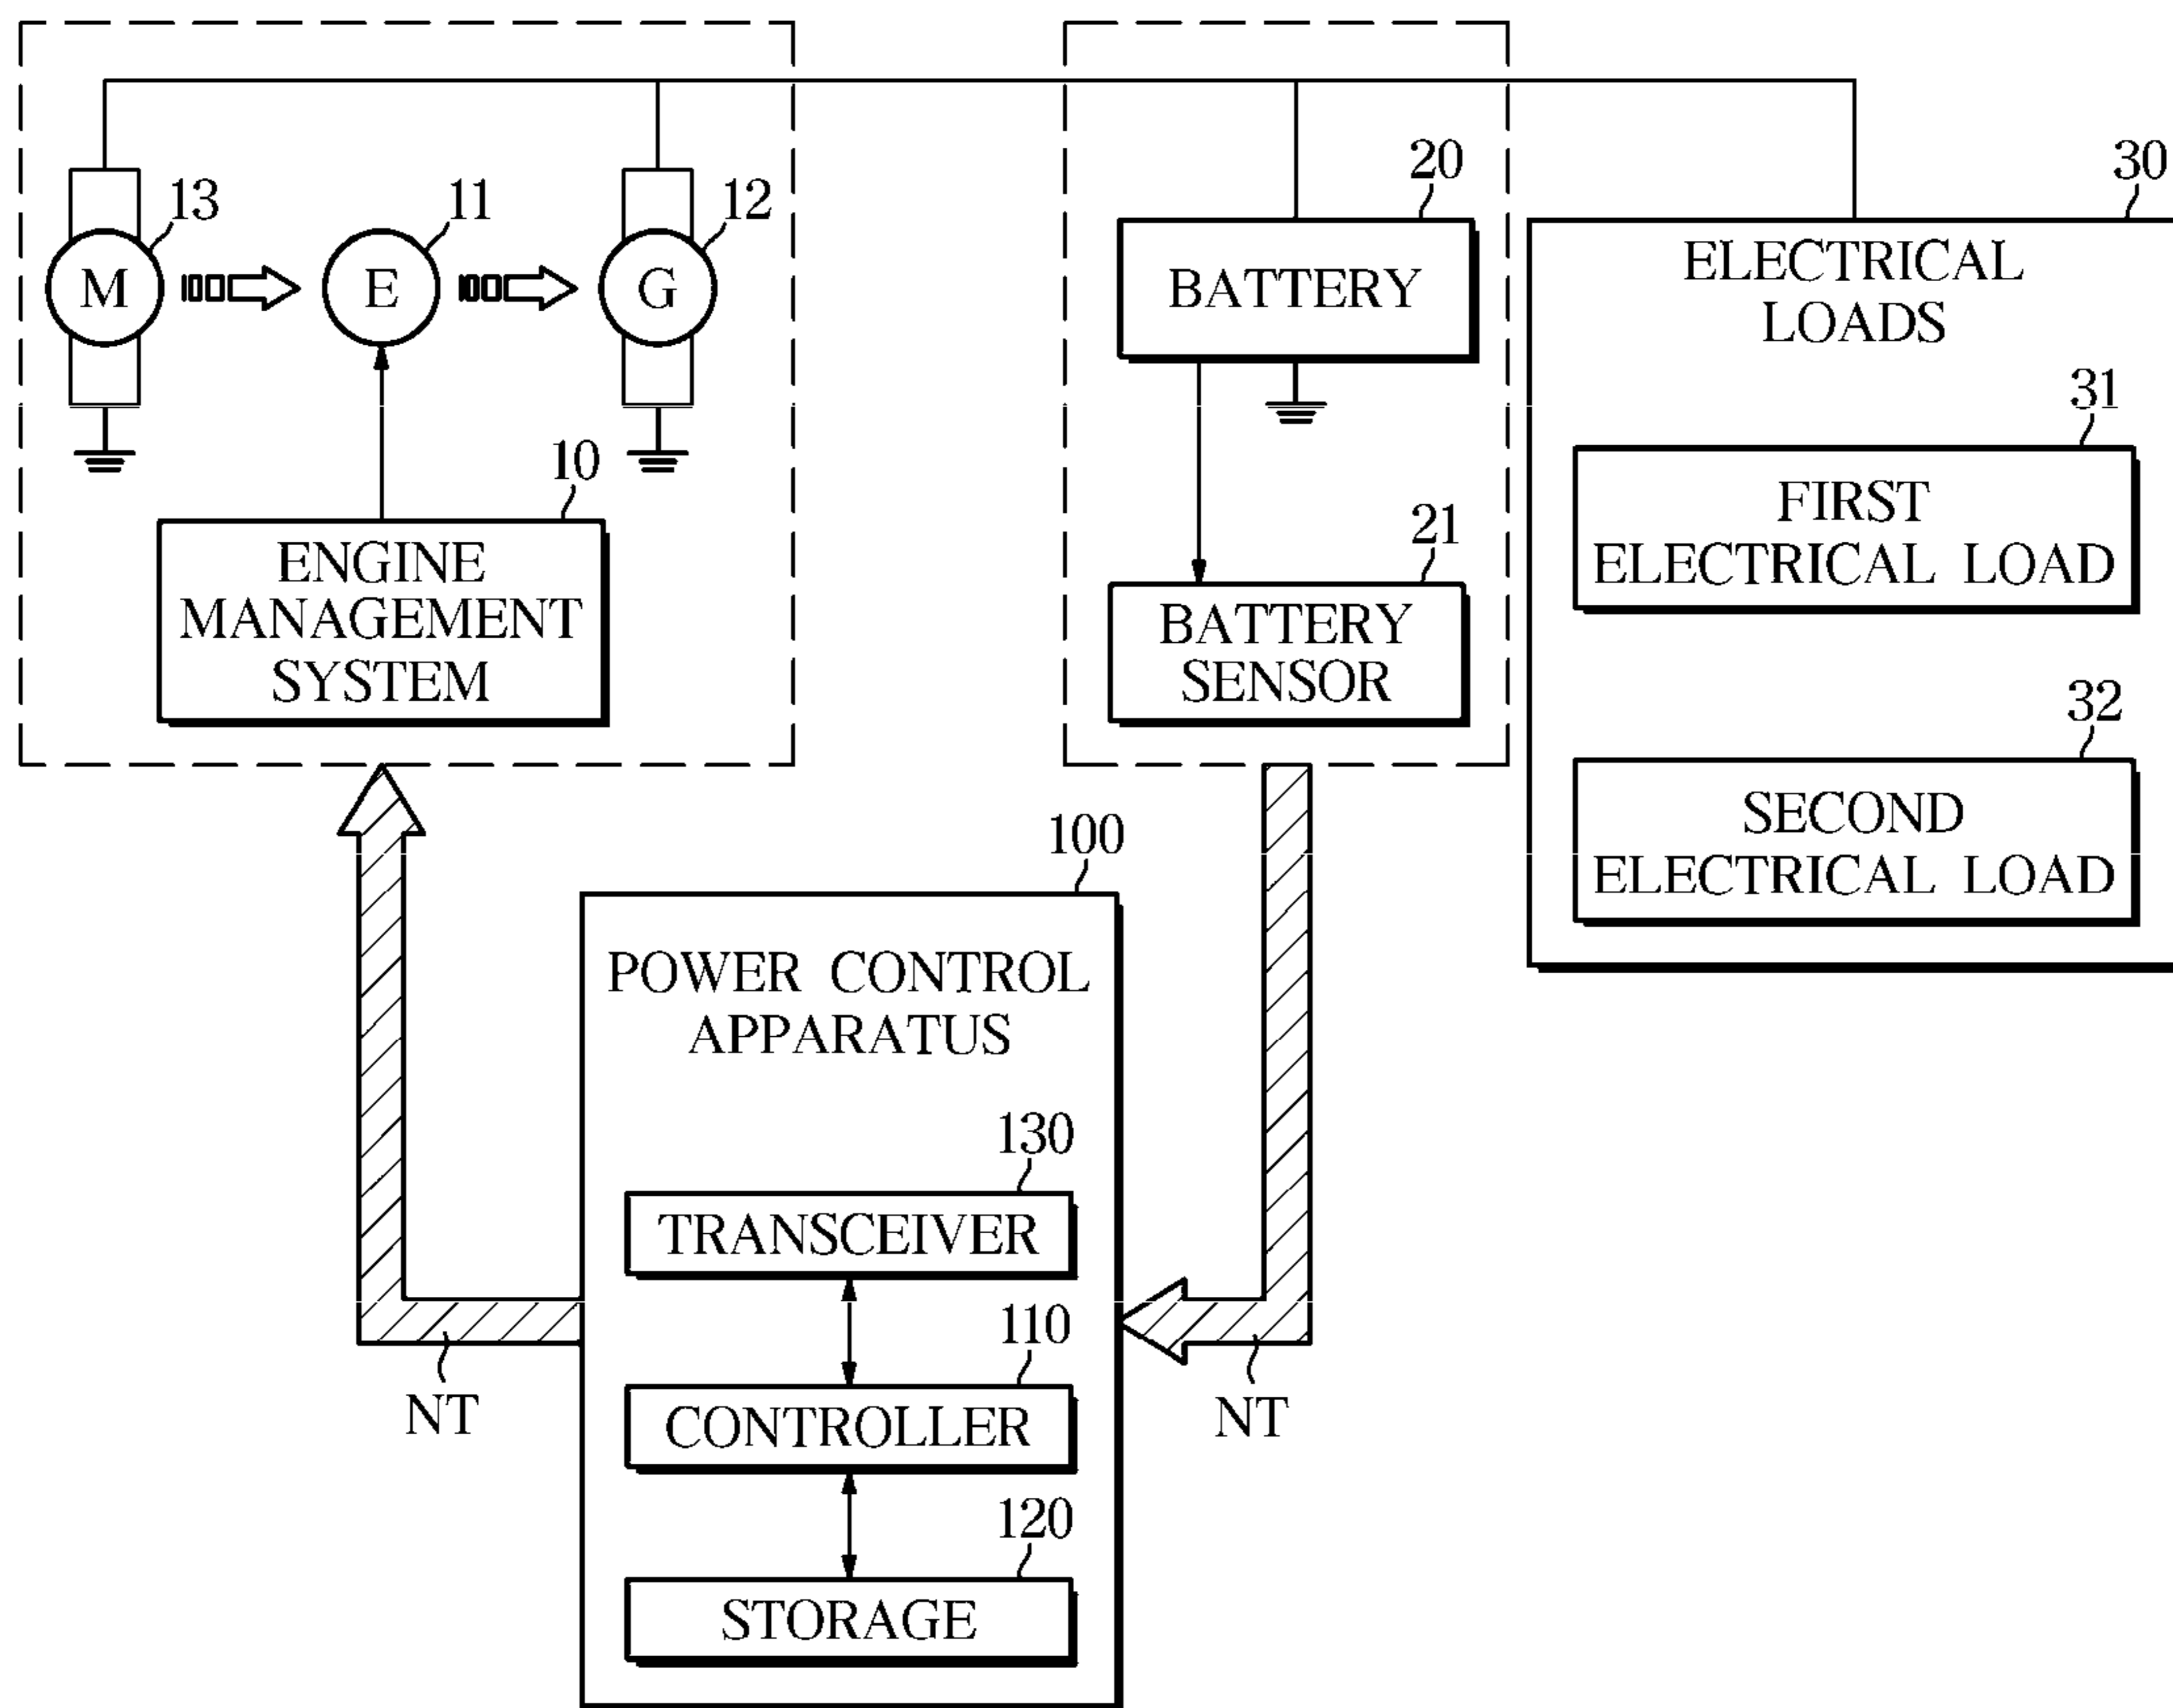 13
M
11
E
12
G
10
ENGINE
MANAGEMENT
SYSTEM
20
BATTERY
21
BATTERY
SENSOR
30
ELECTRICAL
LOADS
31
FIRST
ELECTRICAL LOAD
32
SECOND
ELECTRICAL LOAD
100
POWER CONTROL
APPARATUS
130
TRANSCEIVER
110
CONTROLLER
120
STORAGE
NT
NT